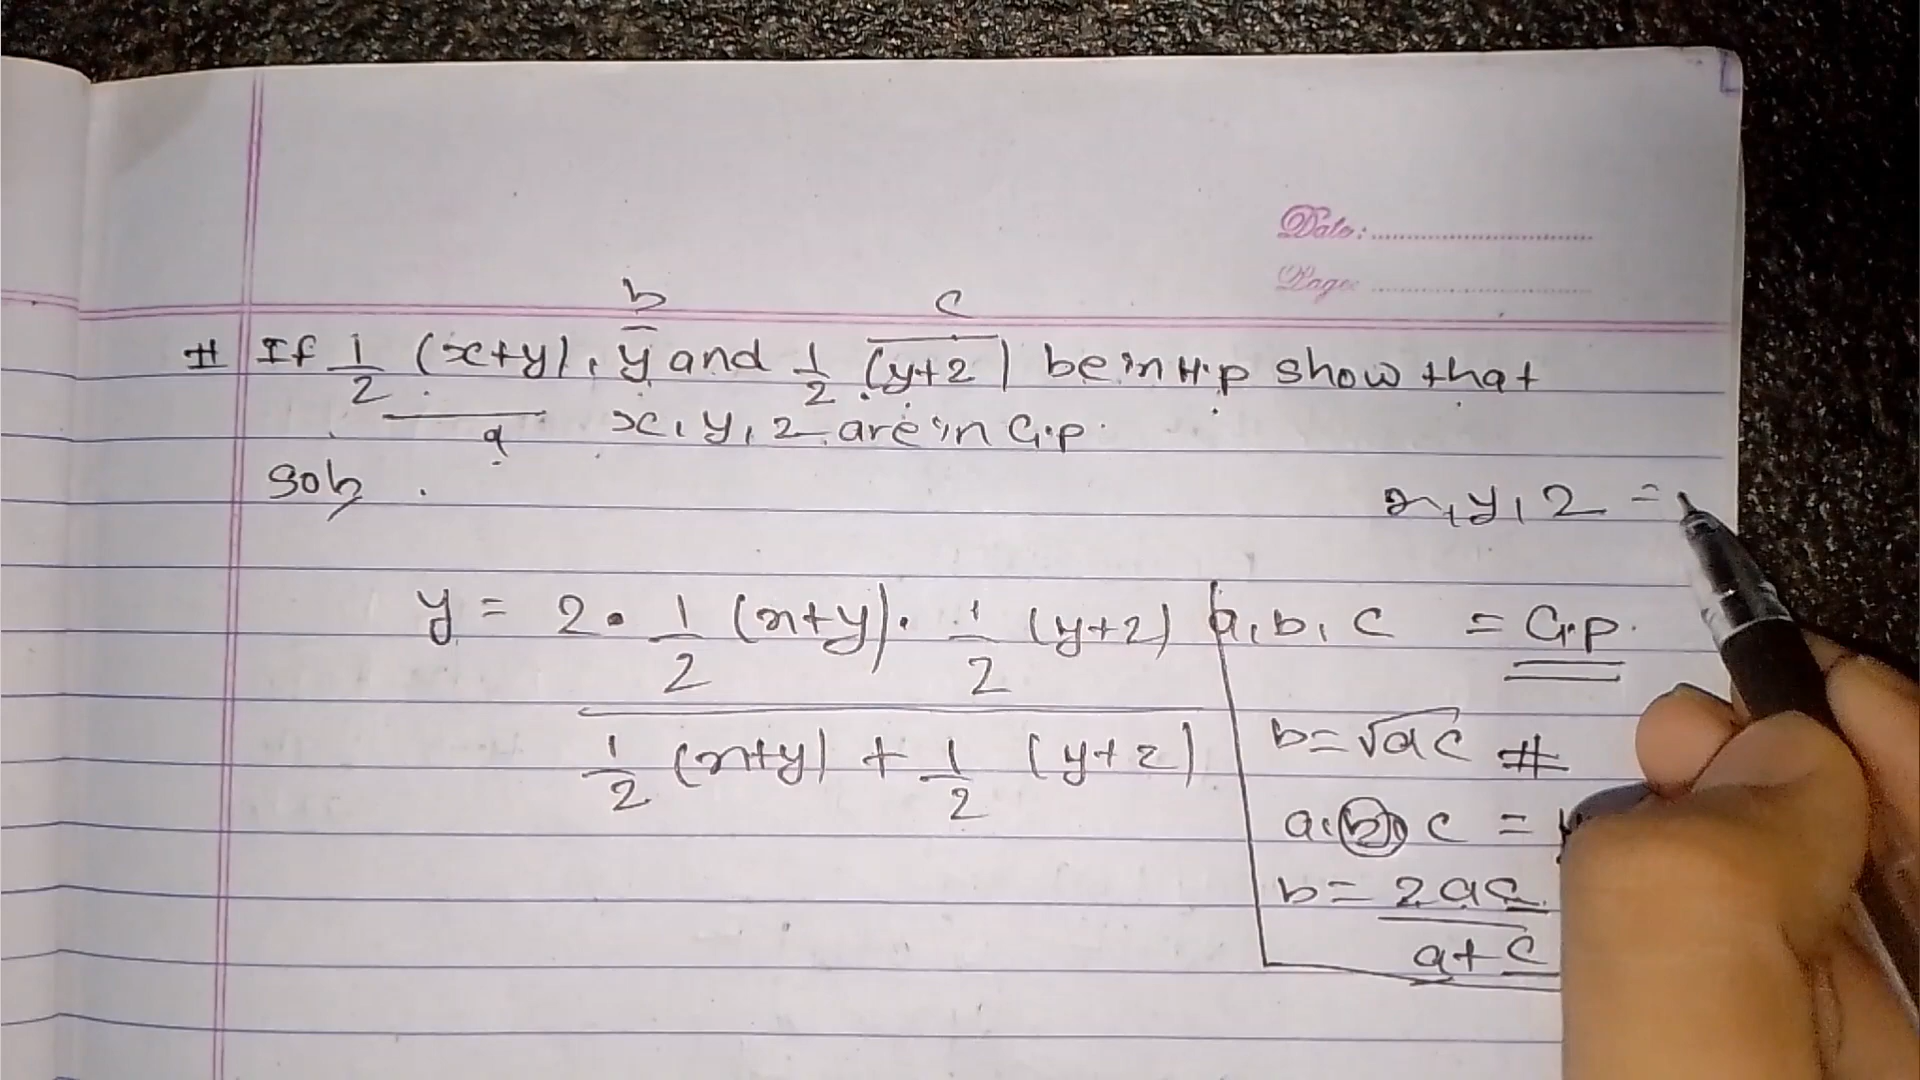 Date:
Page:
b c
# If 1/2 (x+y), y and 1/2 (y+z) be in H.p show that
a x, y, z are in G.p.
Soln
x, y, z =
y = 2 . 1/2 (x+y) . 1/2 (y+z)
1/2 (x+y) + 1/2 (y+z)
a, b, c = G.p.
b = √ac #
a, b, c =
b = 2ac
a+c